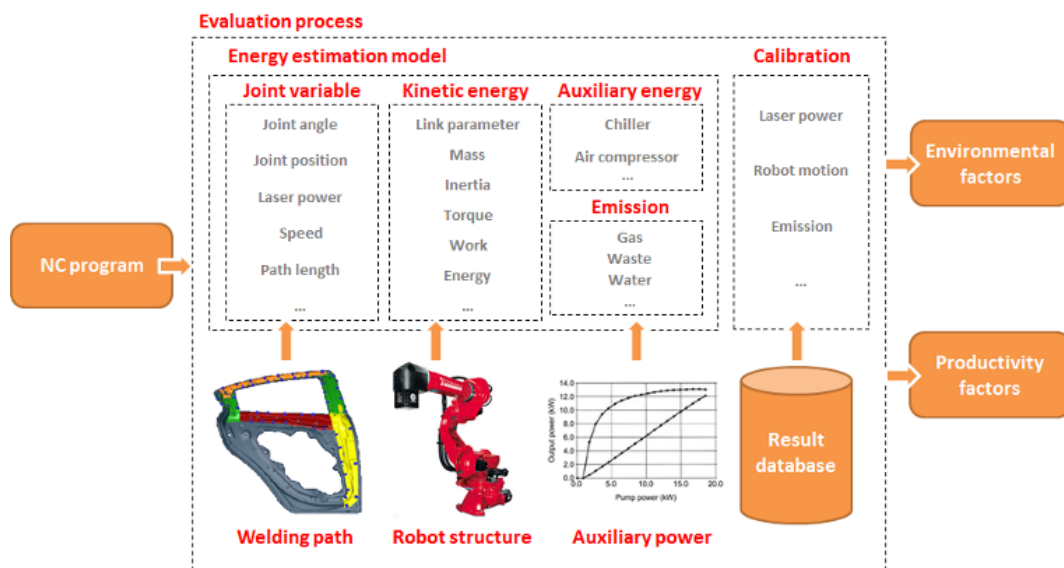 Evaluation process
Energy estimation model
Calibration
Joint variable
Kinetic energy
Auxiliary energy
Joint angle
Joint position
Laser power
Speed
Path length
...
Link parameter
Mass
Inertia
Torque
Work
Energy
...
Chiller
Air compressor
...
Emission
Gas
Waste
Water
...
Laser power
Robot motion
Emission
...
NC program
Environmental
factors
Productivity
factors
Output power (kW)
14.0
12.0
10.0
8.0
6.0
4.0
2.0
0.0
0.0 5.0 10.0 15.0 20.0
Pump power (kW)
Result
database
Welding path
Robot structure
Auxiliary power